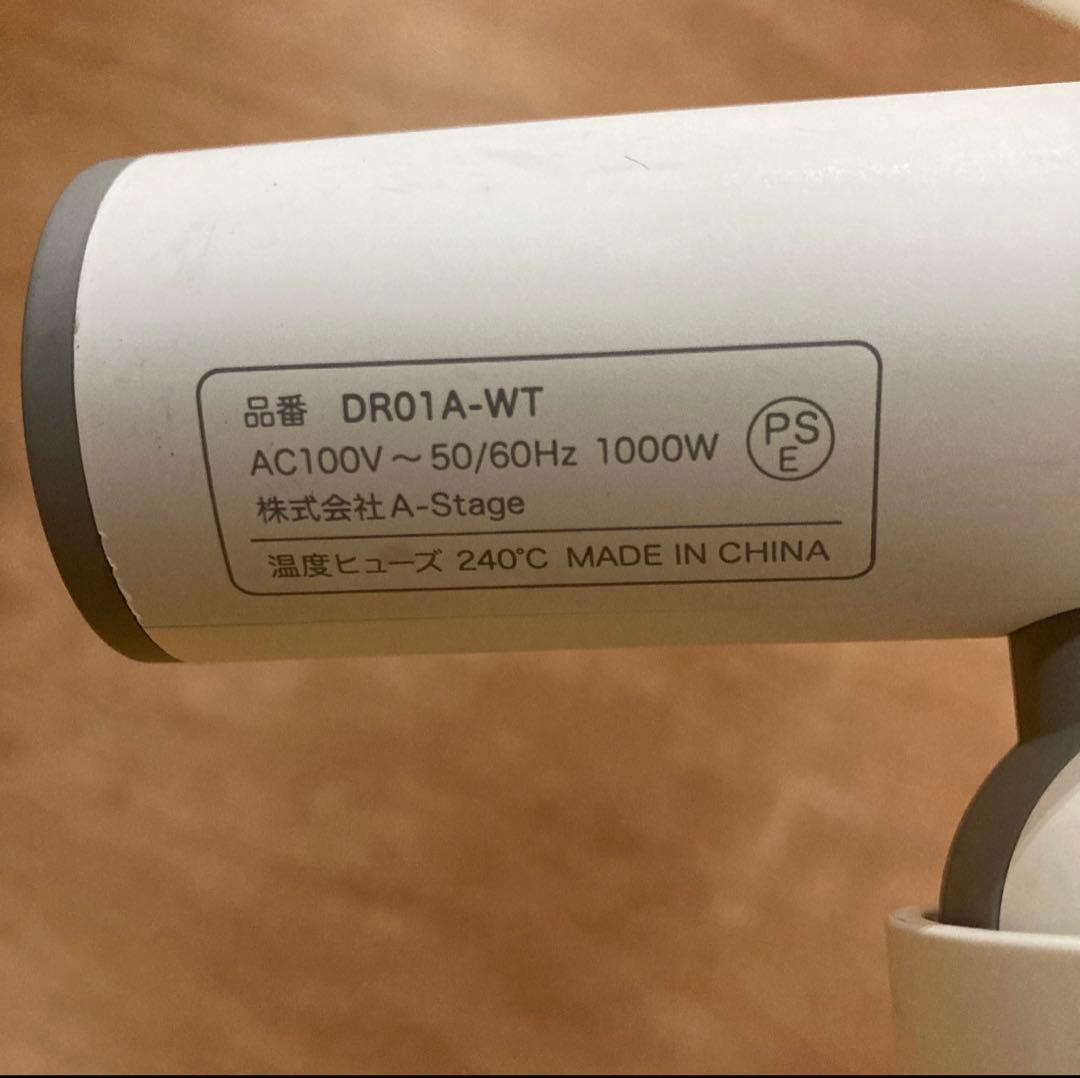 品番 DR01A-WT
AC100V～50/60Hz 1000W
PS
E
株式会社A-Stage
温度ヒューズ 240℃ MADE IN CHINA